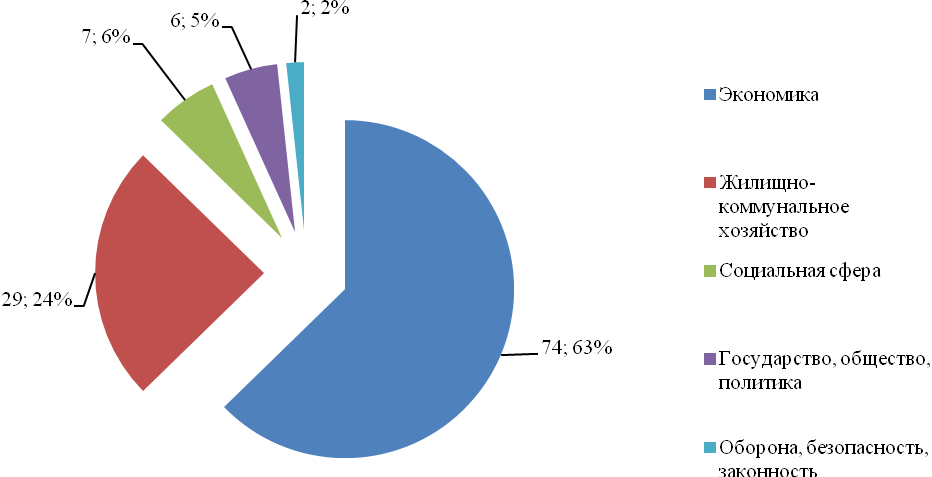 2; 2%
6; 5%
7; 6%
29; 24%
74; 63%
Экономика
Жилищно-
коммунальное
хозяйство
Социальная сфера
Государство, общество,
политика
Оборона, безопасность,
законность